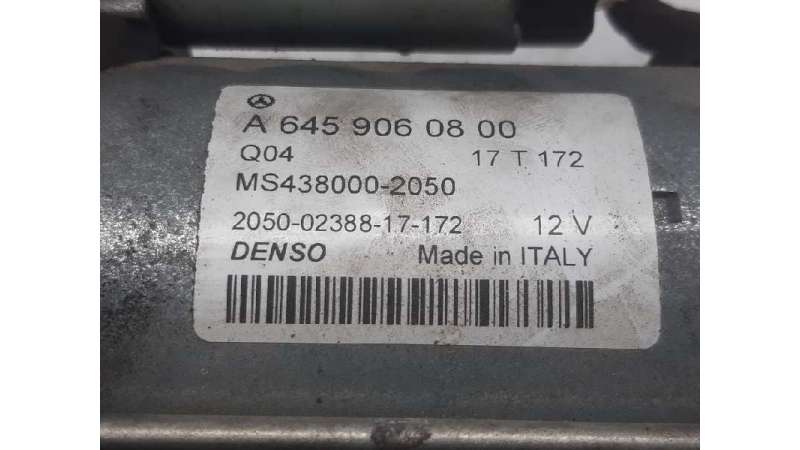 A 645 906 08 00
Q04 17 T 172
MS438000-2050
2050-02388-17-172 12 V
DENSO Made in ITALY